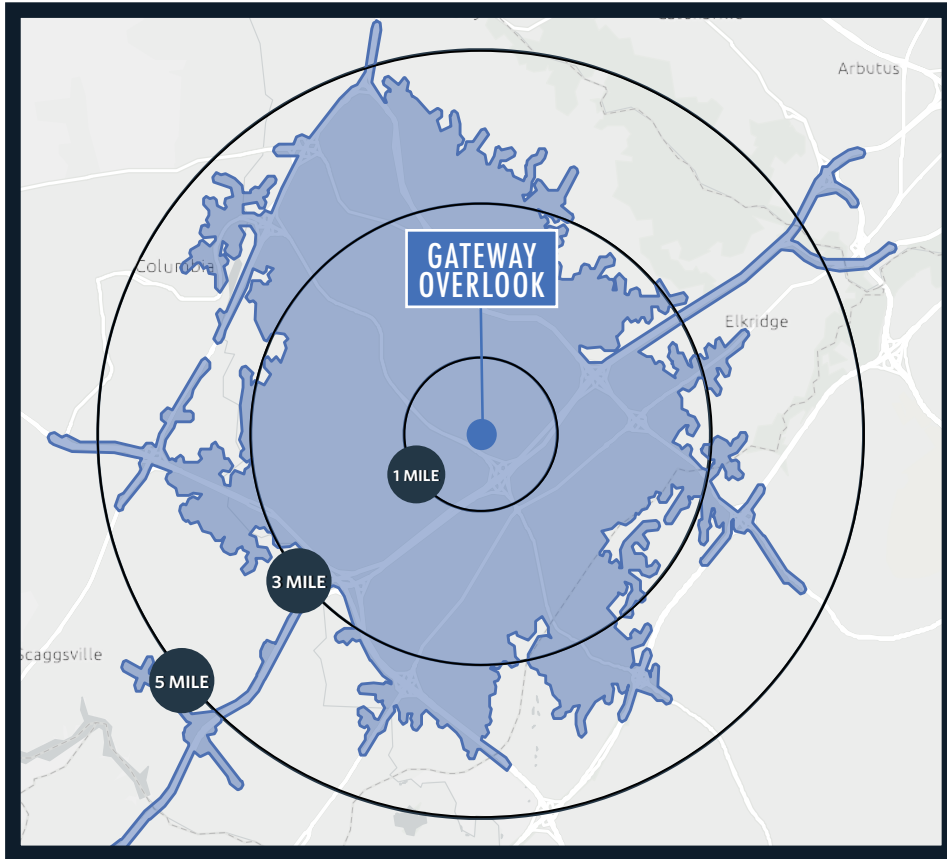 Arbutus
GATEWAY
OVERLOOK
Columbia
Elkridge
1 MILE
3 MILE
Scaggsville
5 MILE